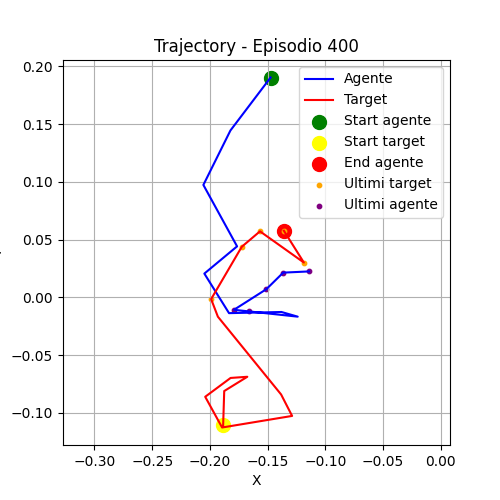 Trajectory - Episodio 400
0.20
0.15
0.10
0.05
0.00
−0.05
−0.10
−0.30
−0.25
−0.20
−0.15
−0.10
−0.05
0.00
X
Agente
Target
Start agente
Start target
End agente
Ultimi target
Ultimi agente